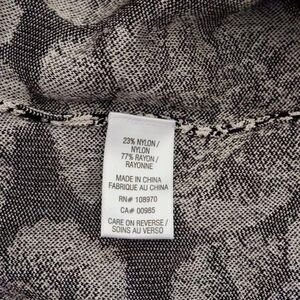 23% NYLON /
NYLON
77% RAYON /
RAYONNE
MADE IN CHINA
FABRIQUE AU CHINA
RN# 108970
CA# 00985
CARE ON REVERSE /
SOINS AU VERSO